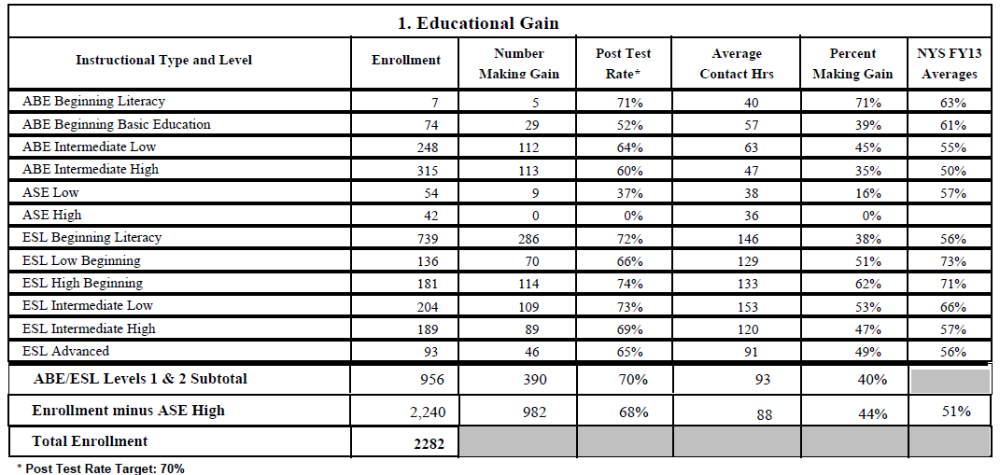 1. Educational Gain
Instructional Type and Level Enrollment Number Making Gain Post Test Rate* Average Contact Hrs Percent Making Gain NYS FY13 Averages
ABE Beginning Literacy 7 5 71% 40 71% 63%
ABE Beginning Basic Education 74 29 52% 57 39% 61%
ABE Intermediate Low 248 112 64% 63 45% 55%
ABE Intermediate High 315 113 60% 47 35% 50%
ASE Low 54 9 37% 38 16% 57%
ASE High 42 0 0% 36 0%
ESL Beginning Literacy 739 286 72% 146 38% 56%
ESL Low Beginning 136 70 66% 129 51% 73%
ESL High Beginning 181 114 74% 133 62% 71%
ESL Intermediate Low 204 109 73% 153 53% 66%
ESL Intermediate High 189 89 69% 120 47% 57%
ESL Advanced 93 46 65% 91 49% 56%
ABE/ESL Levels 1 & 2 Subtotal 956 390 70% 93 40%
Enrollment minus ASE High 2,240 982 68% 88 44% 51%
Total Enrollment 2282
* Post Test Rate Target: 70%